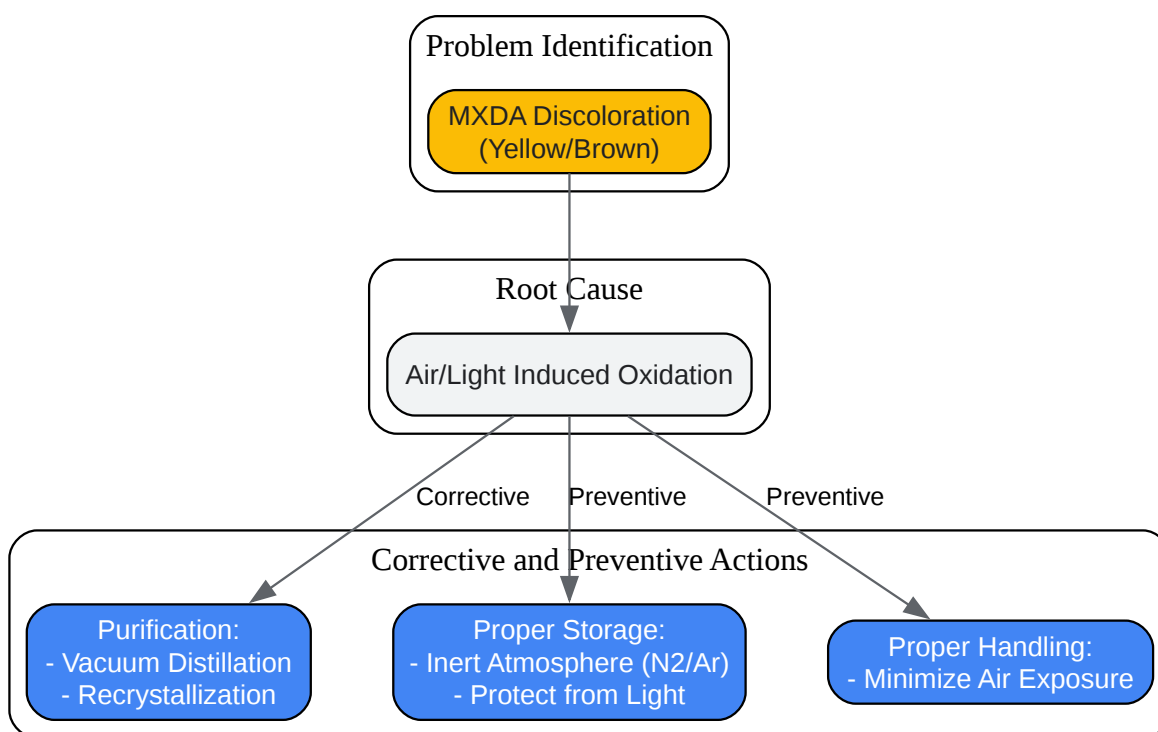 Problem Identification
MXDA Discoloration
(Yellow/Brown)
Root Cause
Air/Light Induced Oxidation
Corrective
Preventive
Preventive
Corrective and Preventive Actions
Purification:
- Vacuum Distillation
- Recrystallization
Proper Storage:
- Inert Atmosphere (N2/Ar)
- Protect from Light
Proper Handling:
- Minimize Air Exposure